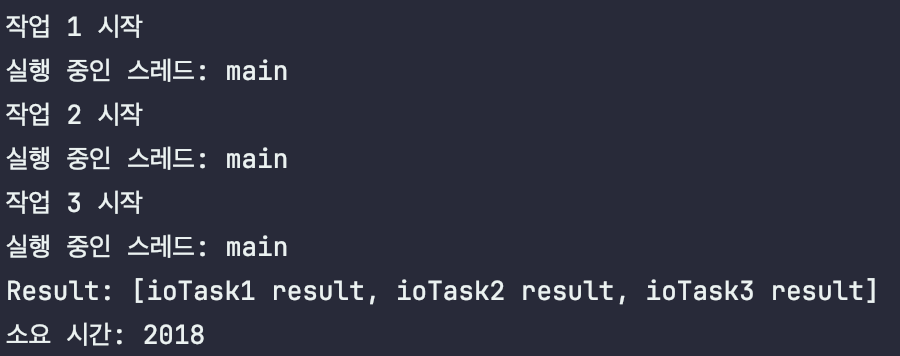 작업 1 시작
실행 중인 스레드: main
작업 2 시작
실행 중인 스레드: main
작업 3 시작
실행 중인 스레드: main
Result: [ioTask1 result, ioTask2 result, ioTask3 result]
소요 시간: 2018